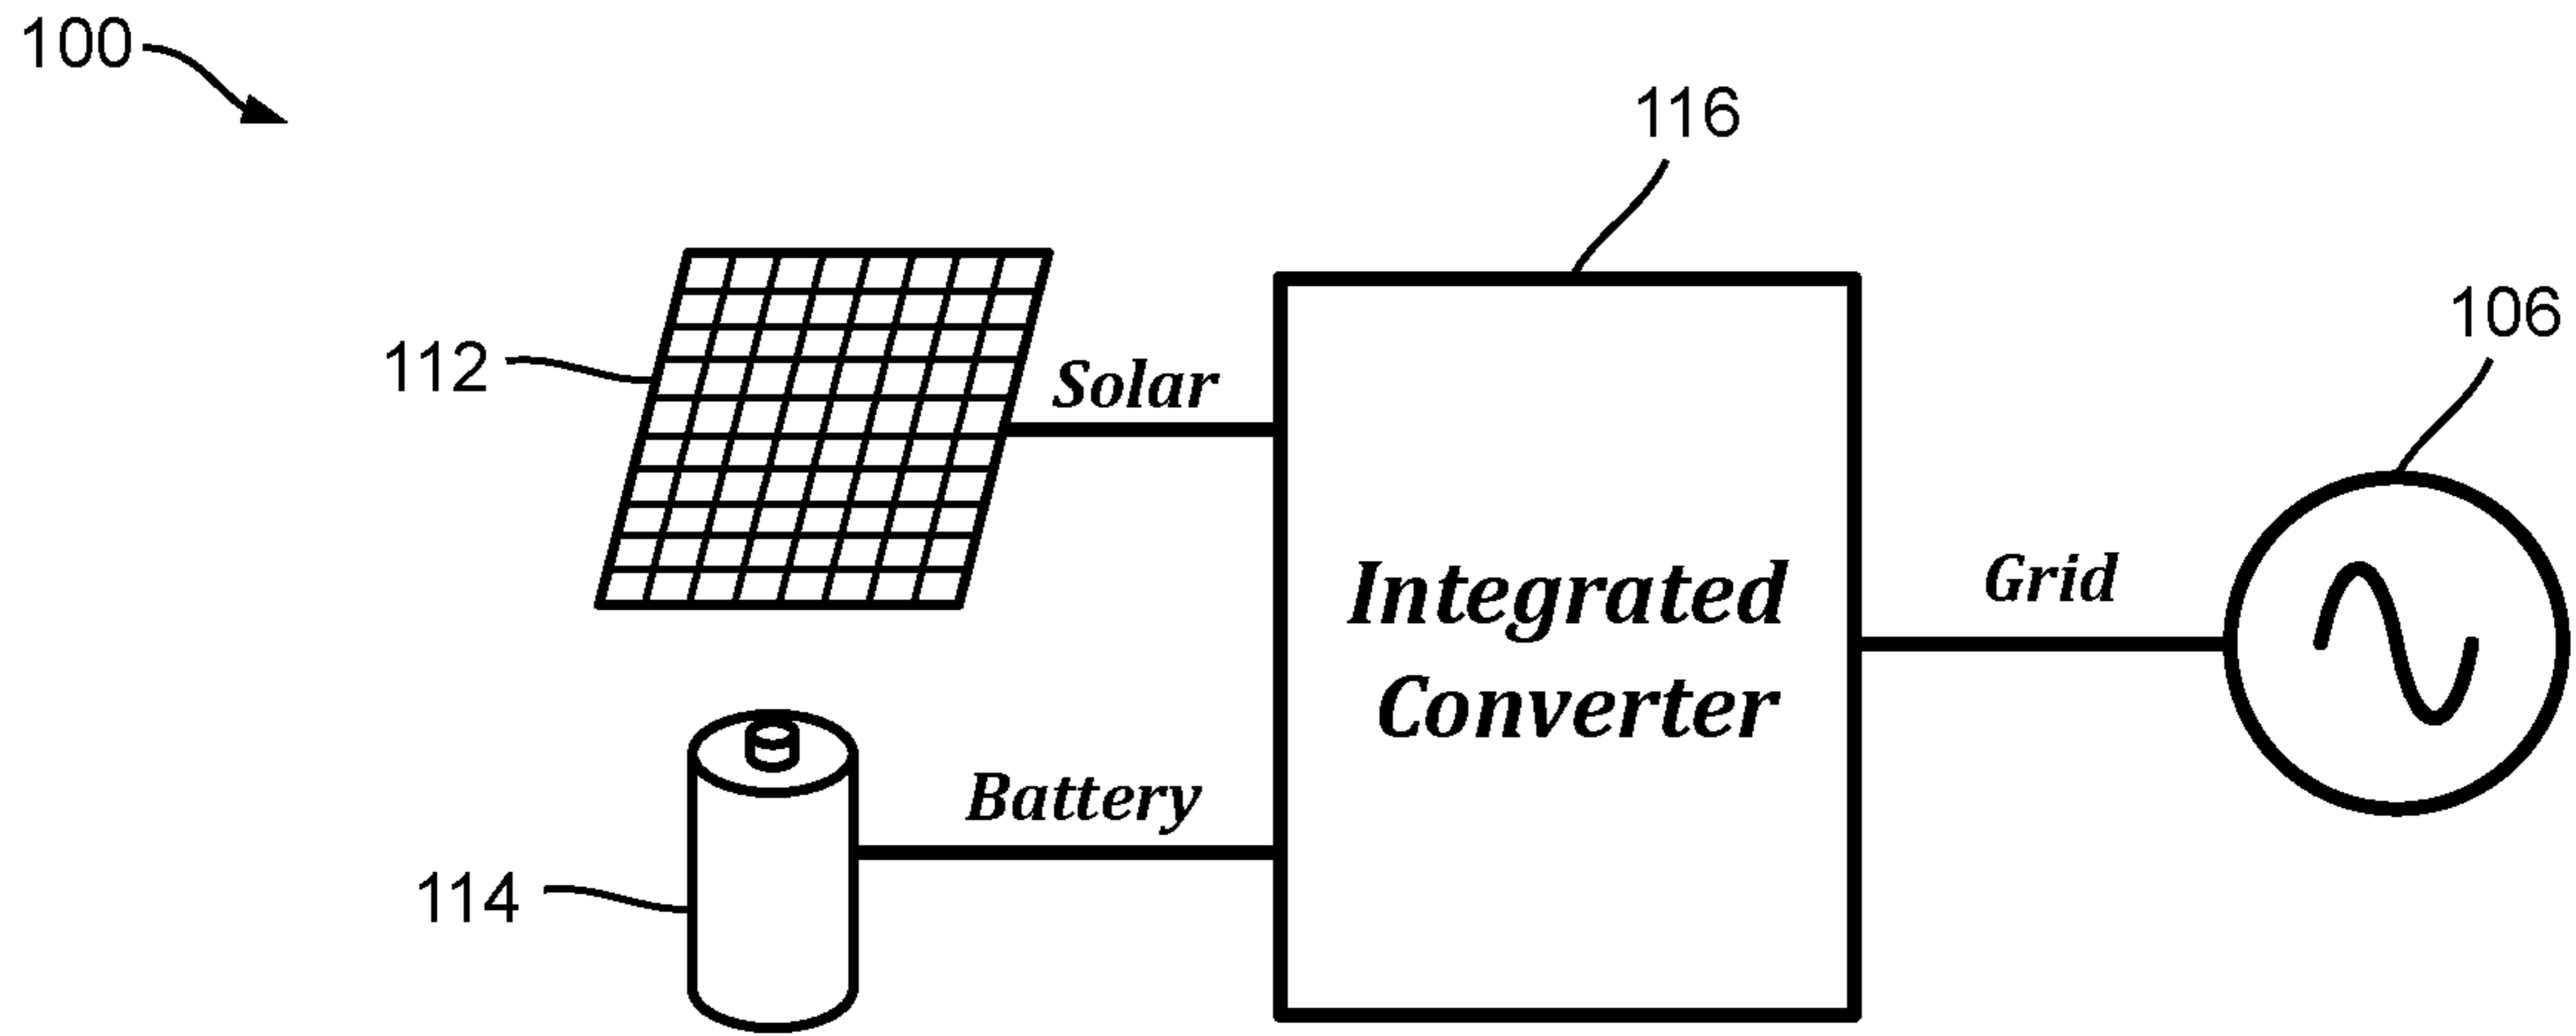 100
116
106
112
Solar
Grid
Integrated
Converter
Battery
114